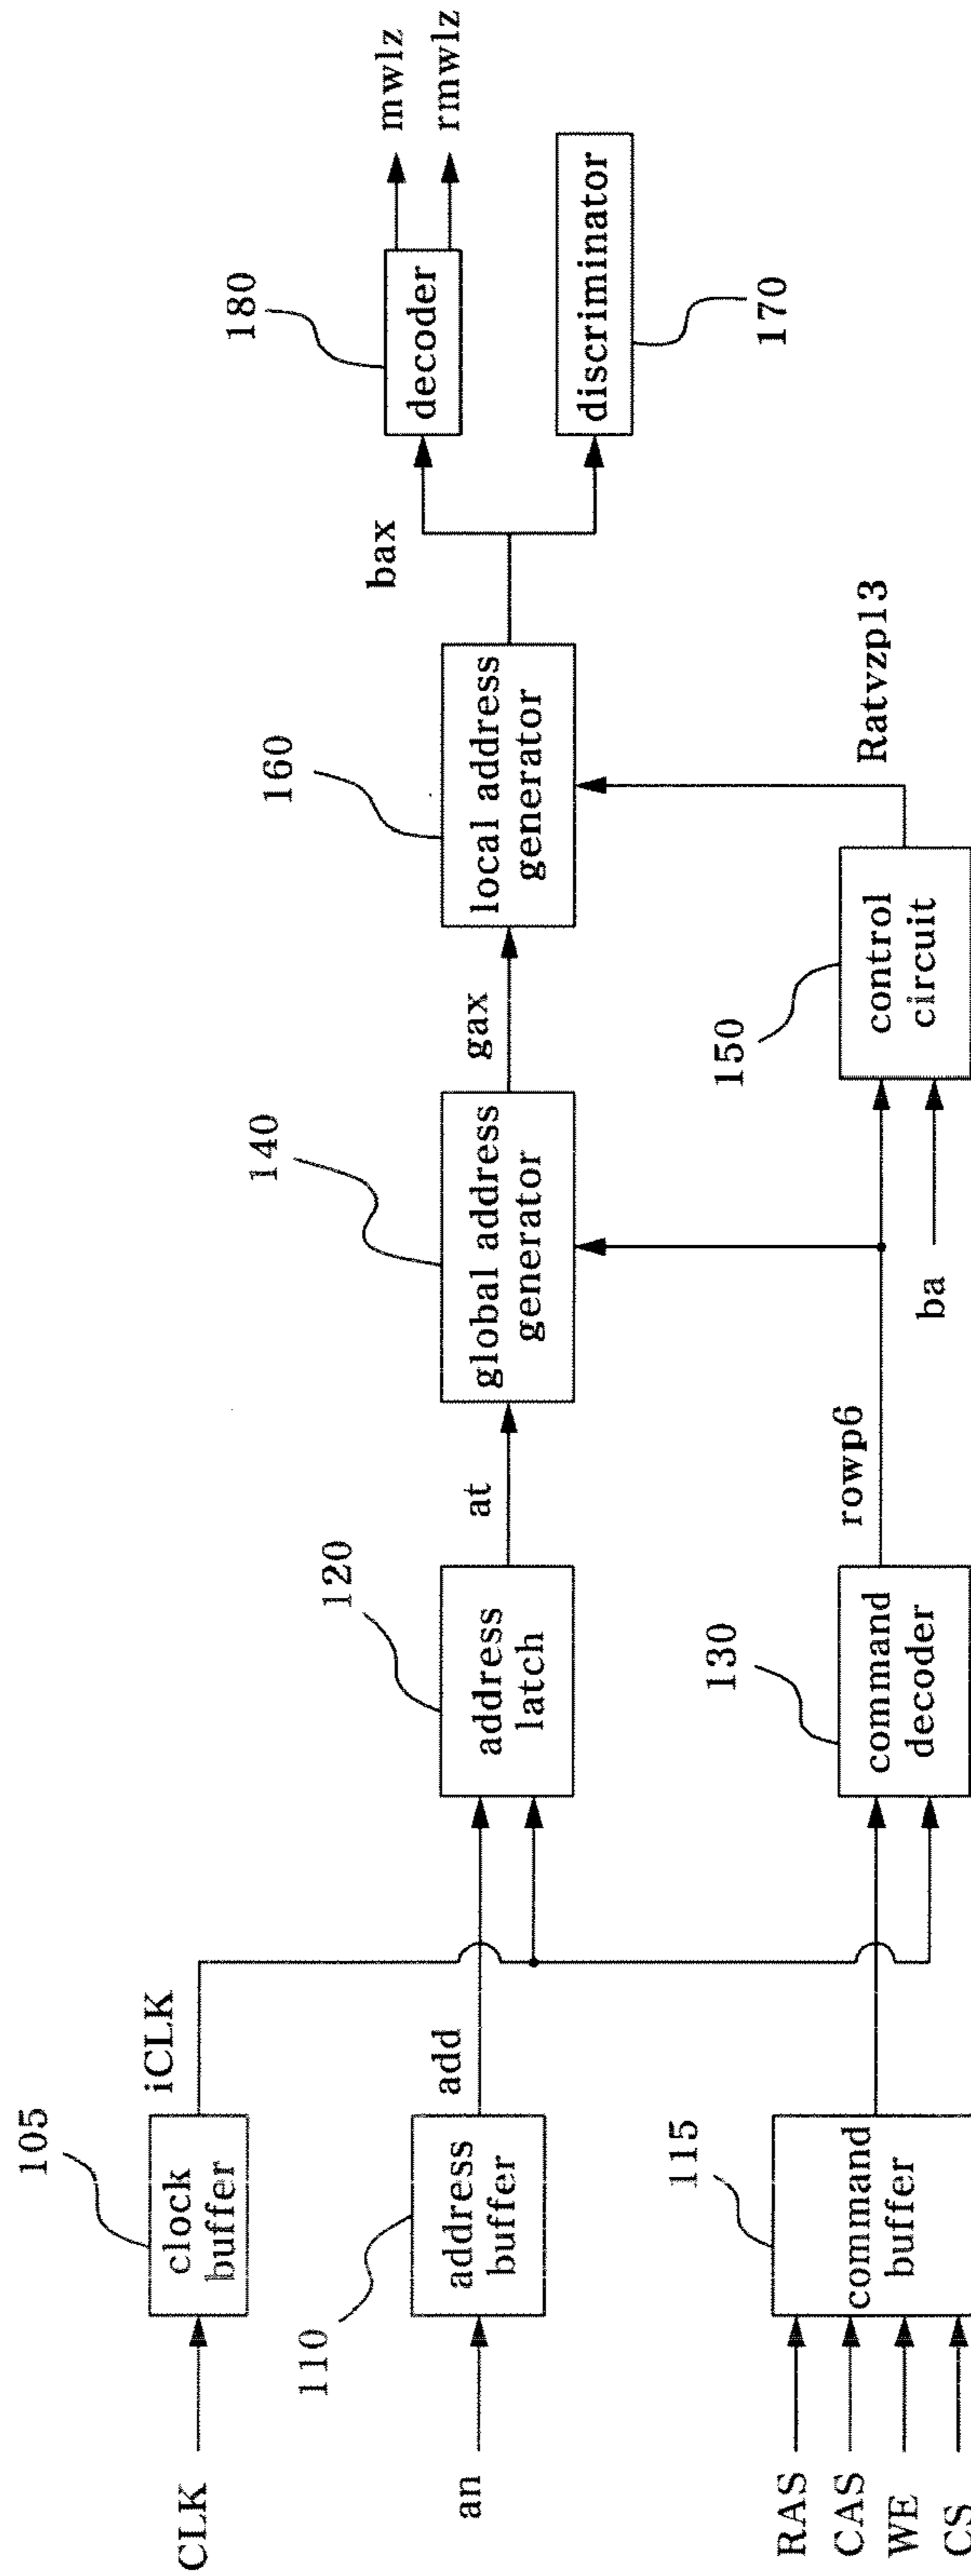 CLK
clock
buffer
105
iCLK
an
address
buffer
110
add
RAS
CAS
WE
CS
command
buffer
115
address
latch
120
at
command
decoder
130
rowp6
global address
generator
140
gax
ba
control
circuit
150
Ratvzp13
local address
generator
160
bax
decoder
180
mwlz
rmwlz
discriminator
170